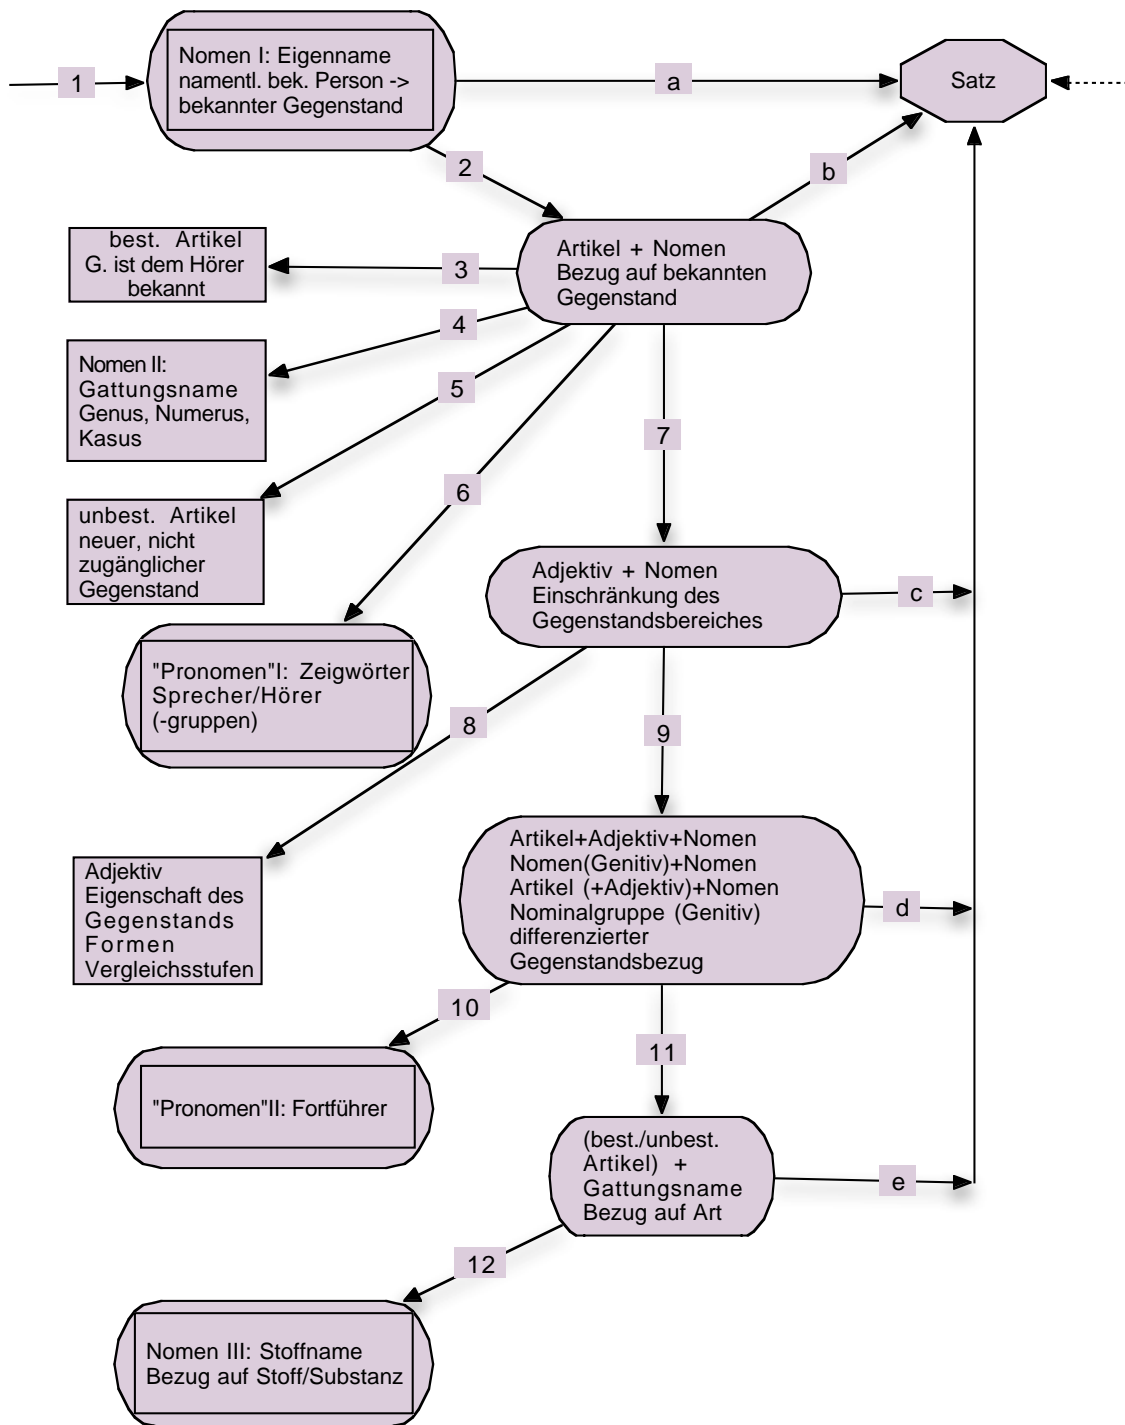 1
Nomen I: Eigenname
namentl. bek. Person ->
bekannter Gegenstand
a
Satz
2
b
best. Artikel
G. ist dem Hörer
bekannt
3
Artikel + Nomen
Bezug auf bekannten
Gegenstand
4
Nomen II:
Gattungsname
Genus, Numerus,
Kasus
5
7
6
unbest. Artikel
neuer, nicht
zugänglicher
Gegenstand
Adjektiv + Nomen
Einschränkung des
Gegenstandsbereiches
c
"Pronomen"I: Zeigwörter
Sprecher/Hörer
(-gruppen)
8
9
Adjektiv
Eigenschaft des
Gegenstands
Formen
Vergleichsstufen
Artikel+Adjektiv+Nomen
Nomen(Genitiv)+Nomen
Artikel (+Adjektiv)+Nomen
Nominalgruppe (Genitiv)
differenzierter
Gegenstandsbezug
d
10
11
"Pronomen"II: Fortführer
(best./unbest.
Artikel) +
Gattungsname
Bezug auf Art
e
12
Nomen III: Stoffname
Bezug auf Stoff/Substanz